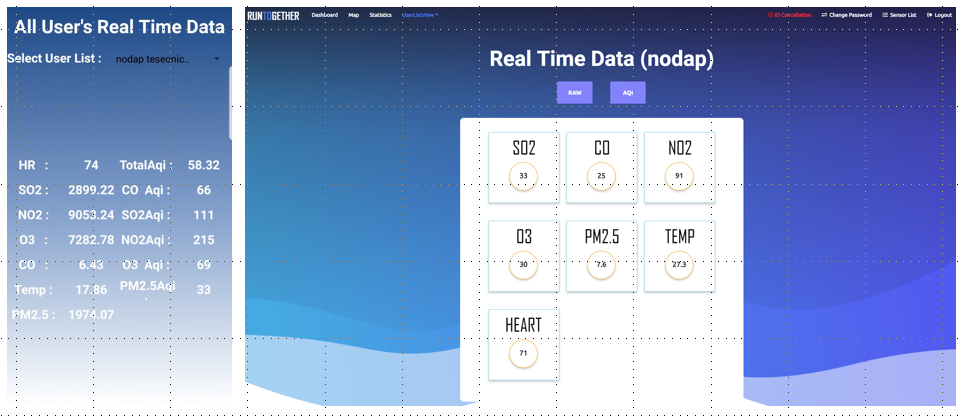 All User's Real Time Data
Select User List :
HR : 74 TotalAqi : 58.32
SO2 : 2899.22 CO Aqi : 66
NO2 : 9053.24 SO2Aqi : 111
O3 : 7282.78 NO2Aqi : 215
CO : 6.43 O3 Aqi : 69
Temp : 17.86 PM2.5Aqi : 33
PM2.5 : 1974.07
RUNTOGETHER Dashboard Map Statistics UserListView ID Cancellation Change Password Sensor List Logout
Real Time Data (nodap)
RAW AQI
SO2 CO NO2
33 25 91
O3 PM2.5 TEMP
30 7.6 27.3
HEART
71